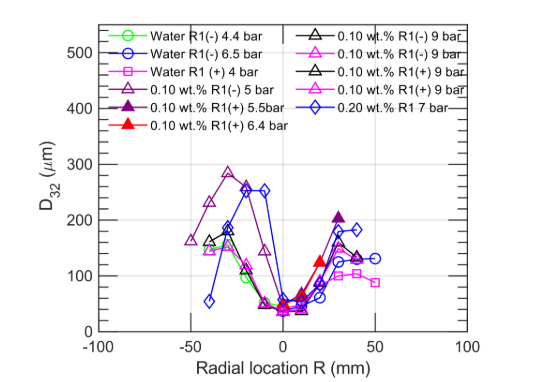 Water R1(-) 4.4 bar
Water R1(-) 6.5 bar
Water R1 (+) 4 bar
0.10 wt.% R1(-) 5 bar
0.10 wt.% R1(+) 5.5bar
0.10 wt.% R1(+) 6.4 bar
0.10 wt.% R1(-) 9 bar
0.10 wt.% R1(-) 9 bar
0.10 wt.% R1(+) 9 bar
0.10 wt.% R1(+) 9 bar
0.20 wt.% R1 7 bar
500
400
300
200
100
0
D32 (μm)
-100 -50 0 50 100
Radial location R (mm)